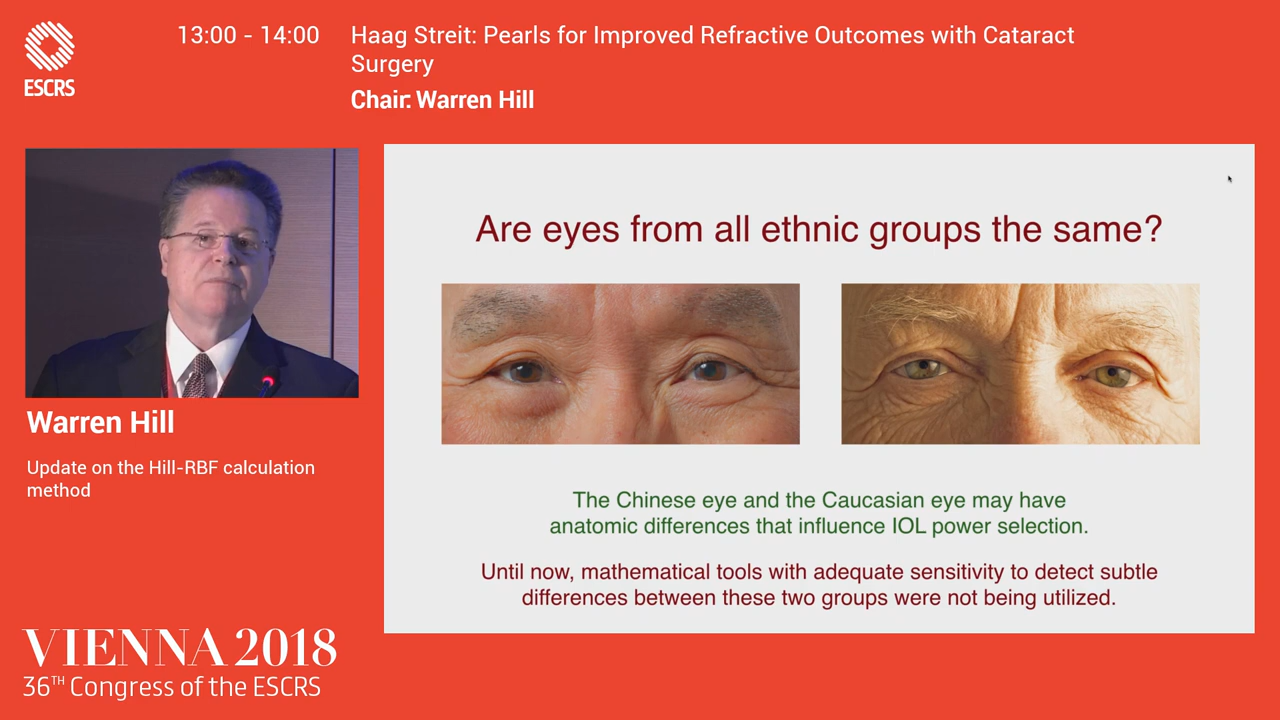 ESCRS
13:00 - 14:00
Haag Streit: Pearls for Improved Refractive Outcomes with Cataract
Surgery
Chair: Warren Hill
Warren Hill
Update on the Hill-RBF calculation
method
Are eyes from all ethnic groups the same?
The Chinese eye and the Caucasian eye may have
anatomic differences that influence IOL power selection.
Until now, mathematical tools with adequate sensitivity to detect subtle
differences between these two groups were not being utilized.
VIENNA 2018
36TH Congress of the ESCRS